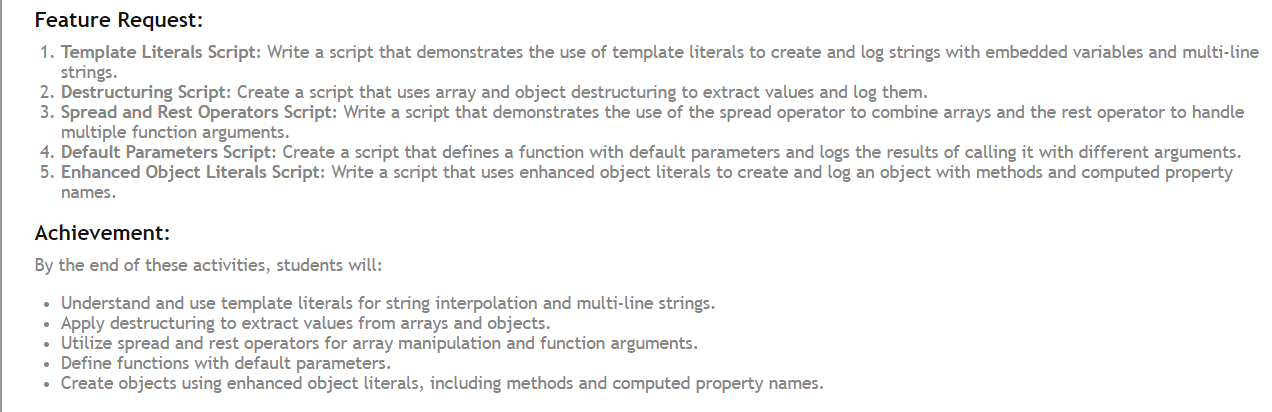 Feature Request:
1. Template Literals Script: Write a script that demonstrates the use of template literals to create and log strings with embedded variables and multi-line
strings.
2. Destructuring Script: Create a script that uses array and object destructuring to extract values and log them.
3. Spread and Rest Operators Script: Write a script that demonstrates the use of the spread operator to combine arrays and the rest operator to handle
multiple function arguments.
4. Default Parameters Script: Create a script that defines a function with default parameters and logs the results of calling it with different arguments.
5. Enhanced Object Literals Script: Write a script that uses enhanced object literals to create and log an object with methods and computed property
names.
Achievement:
By the end of these activities, students will:
• Understand and use template literals for string interpolation and multi-line strings.
• Apply destructuring to extract values from arrays and objects.
• Utilize spread and rest operators for array manipulation and function arguments.
• Define functions with default parameters.
• Create objects using enhanced object literals, including methods and computed property names.